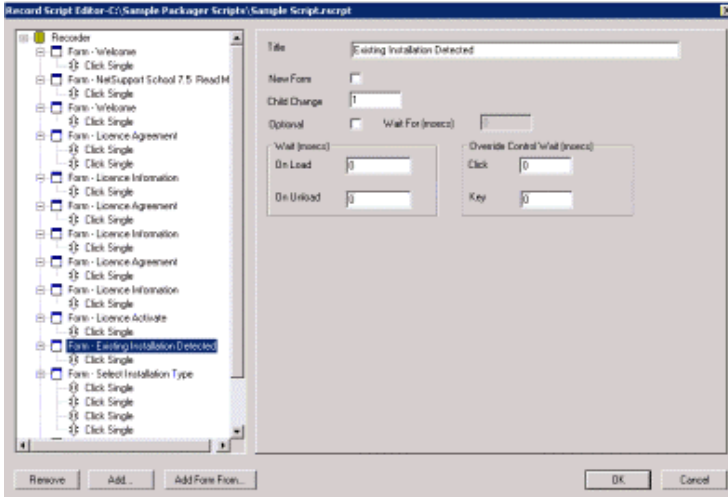 Record Script Editor-C:\Sample Packager Scripts\Sample Script.rscrpt
Recorder
Form - Welcome
Click Single
Form - NetSupport School 7.5 Read M
Click Single
Form - Welcome
Click Single
Form - Licence Agreement
Click Single
Click Single
Form - Licence Information
Click Single
Form - Licence Agreement
Click Single
Form - Licence Information
Click Single
Form - Licence Agreement
Click Single
Form - Licence Information
Click Single
Form - Licence Activate
Click Single
Form - Existing Installation Detected
Click Single
Form - Select Installation Type
Click Single
Click Single
Click Single
Click Single
Title
Existing Installation Detected
New Form
Child Change
1
Optional
Wait For (msecs)
0
Wait (msecs)
On Load
0
On Unload
0
Override Control Wait (msecs)
Click
0
Key
0
Remove
Add...
Add Form From...
OK
Cancel